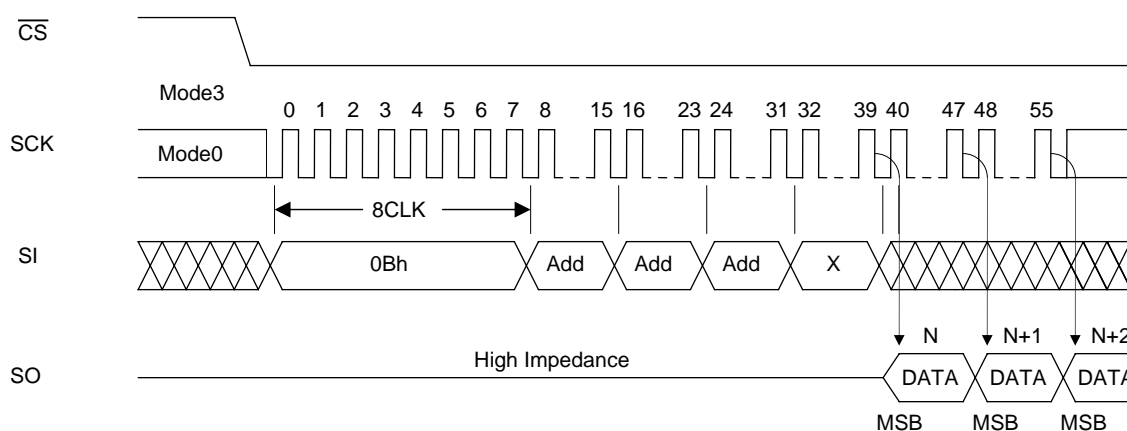 CS
Mode3
0 1 2 3 4 5 6 7 8 15 16 23 24 31 32 39 40 47 48 55
SCK
Mode0
8CLK
SI
0Bh Add Add Add X
N N+1 N+2
High Impedance
SO
DATA DATA DATA
MSB MSB MSB